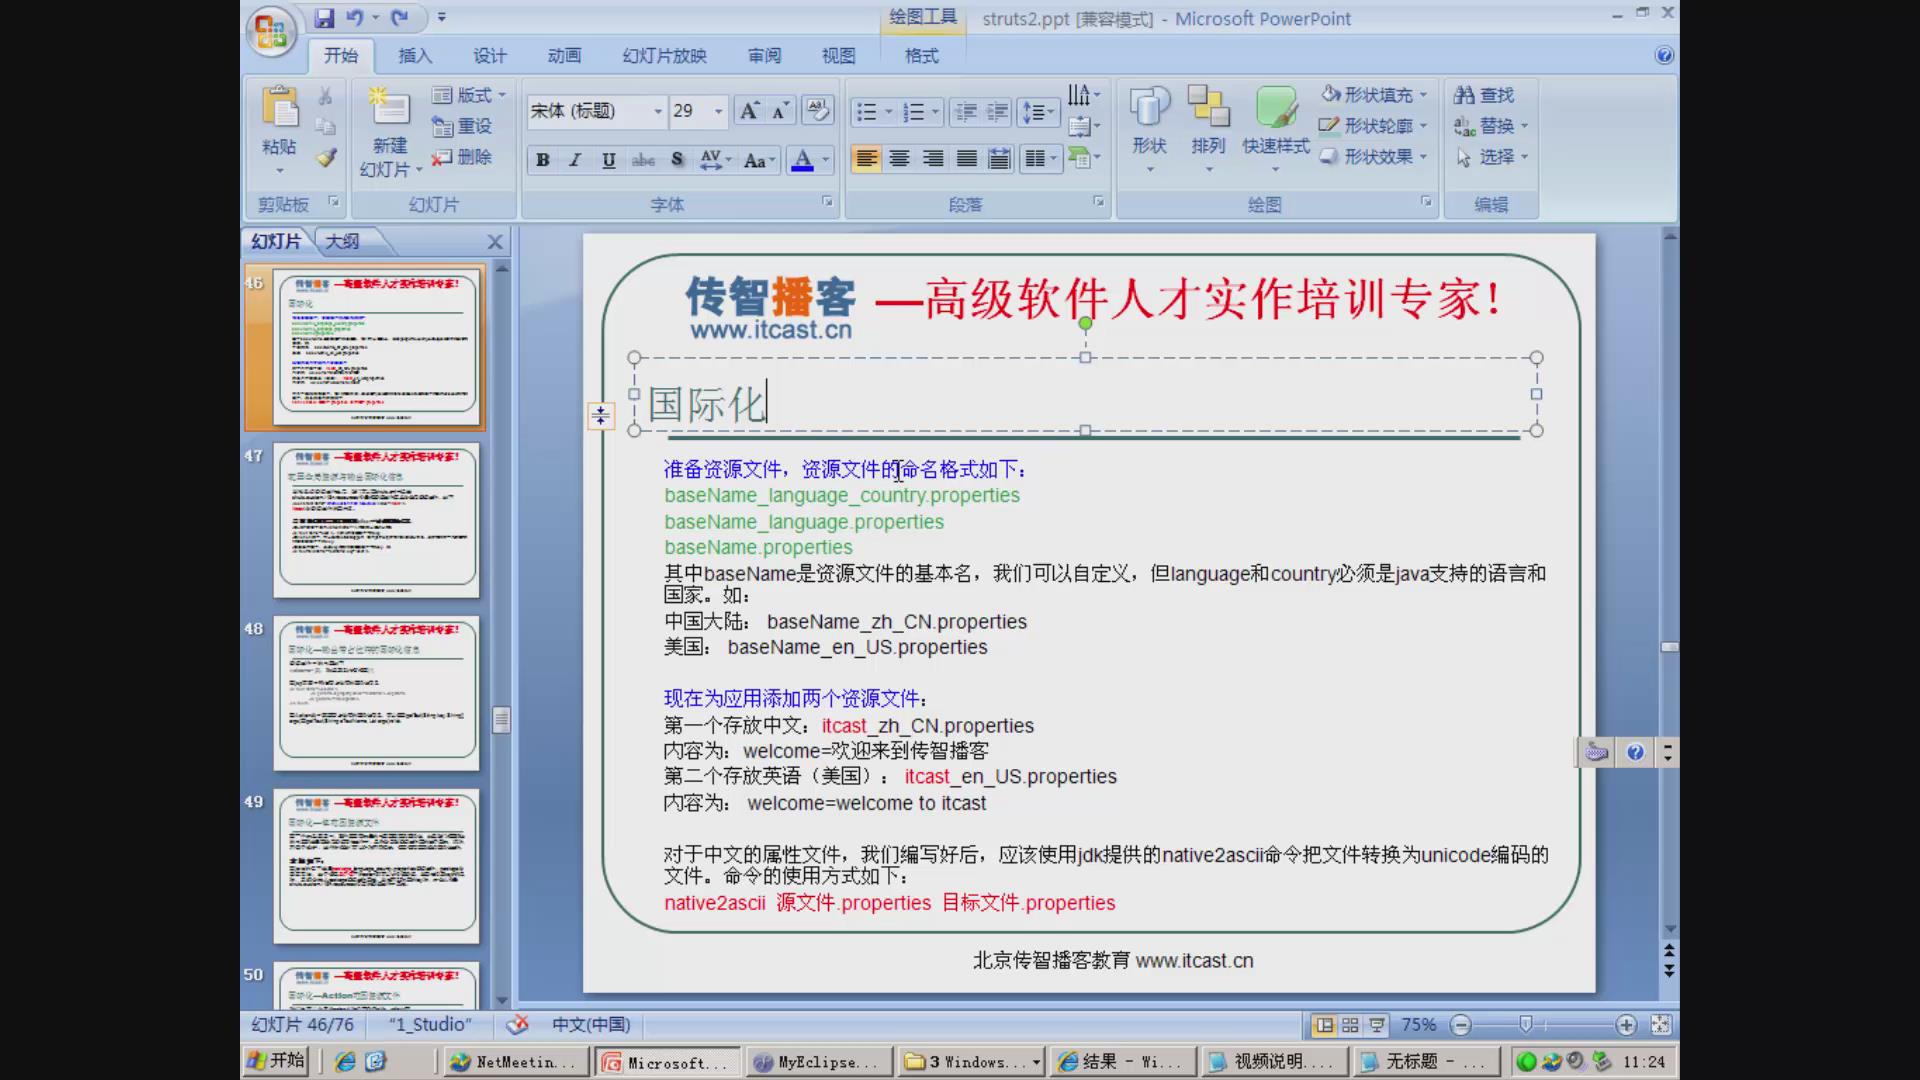 绘图工具
struts2.ppt [兼容模式] - Microsoft PowerPoint
开始 插入 设计 动画 幻灯片放映 审阅 视图 格式
粘贴
剪贴板
新建
幻灯片
版式
重设
删除
幻灯片
宋体 (标题) 29
B I U abc S AV Aa A
字体
段落
形状 排列 快速样式
形状填充
形状轮廓
形状效果
绘图
查找
替换
选择
编辑
幻灯片 大纲
46
47
48
49
50
传智播客 —高级软件人才实作培训专家!
www.itcast.cn
国际化
准备资源文件，资源文件的命名格式如下：
baseName_language_country.properties
baseName_language.properties
baseName.properties
其中baseName是资源文件的基本名，我们可以自定义，但language和country必须是java支持的语言和
国家。如：
中国大陆： baseName_zh_CN.properties
美国： baseName_en_US.properties
现在为应用添加两个资源文件：
第一个存放中文：itcast_zh_CN.properties
内容为：welcome=欢迎来到传智播客
第二个存放英语（美国）： itcast_en_US.properties
内容为： welcome=welcome to itcast
对于中文的属性文件，我们编写好后，应该使用jdk提供的native2ascii命令把文件转换为unicode编码的
文件。命令的使用方式如下：
native2ascii 源文件.properties 目标文件.properties
北京传智播客教育 www.itcast.cn
幻灯片 46/76 "1_Studio" 中文(中国) 75%
开始 NetMeetin... Microsoft... MyEclipse... 3 Windows... 结果 - Wi... 视频说明.... 无标题 - ... 11:24